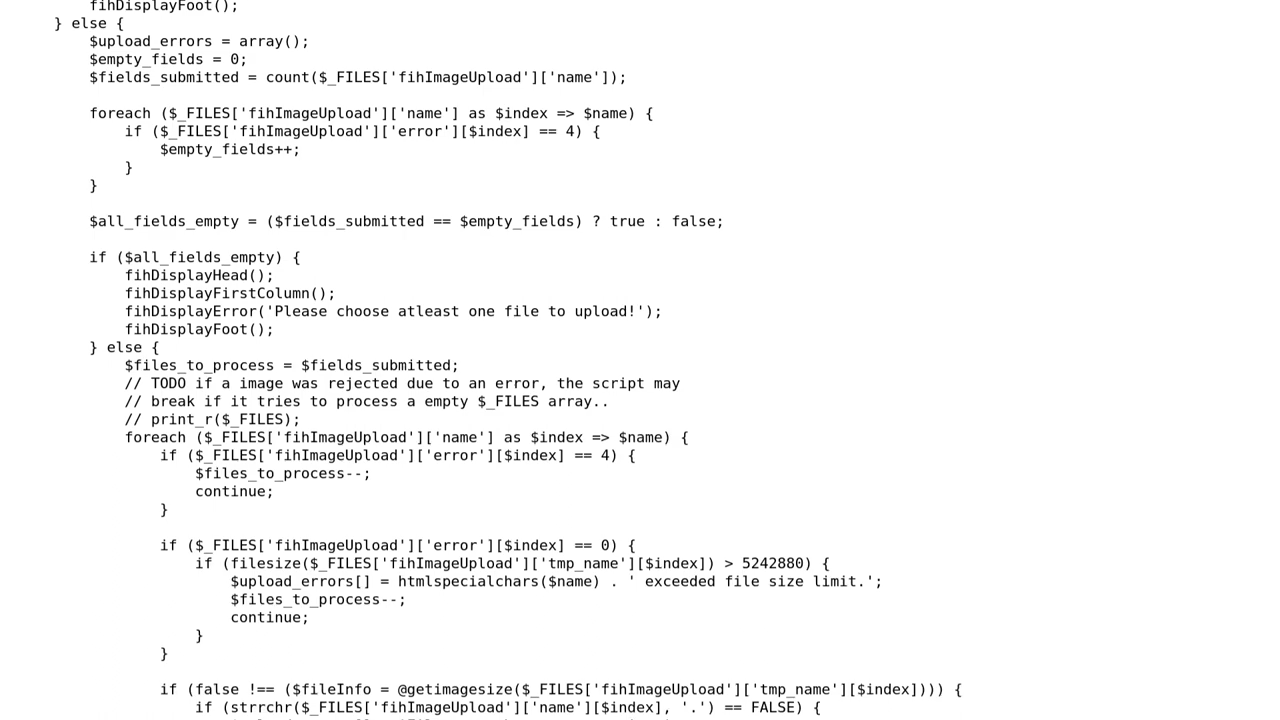 fihDisplayFoot();
} else {
$upload_errors = array();
$empty_fields = 0;
$fields_submitted = count($_FILES['fihImageUpload']['name']);
foreach ($_FILES['fihImageUpload']['name'] as $index => $name) {
if ($_FILES['fihImageUpload']['error'][$index] == 4) {
$empty_fields++;
}
}
$all_fields_empty = ($fields_submitted == $empty_fields) ? true : false;
if ($all_fields_empty) {
fihDisplayHead();
fihDisplayFirstColumn();
fihDisplayError('Please choose atleast one file to upload!');
fihDisplayFoot();
} else {
$files_to_process = $fields_submitted;
// TODO if a image was rejected due to an error, the script may
// break if it tries to process a empty $_FILES array..
// print_r($_FILES);
foreach ($_FILES['fihImageUpload']['name'] as $index => $name) {
if ($_FILES['fihImageUpload']['error'][$index] == 4) {
$files_to_process--;
continue;
}
if ($_FILES['fihImageUpload']['error'][$index] == 0) {
if (filesize($_FILES['fihImageUpload']['tmp_name'][$index]) > 5242880) {
$upload_errors[] = htmlspecialchars($name) . ' exceeded file size limit.';
$files_to_process--;
continue;
}
}
if (false !== ($fileInfo = @getimagesize($_FILES['fihImageUpload']['tmp_name'][$index]))) {
if (strrchr($_FILES['fihImageUpload']['name'][$index], '.') == FALSE) {